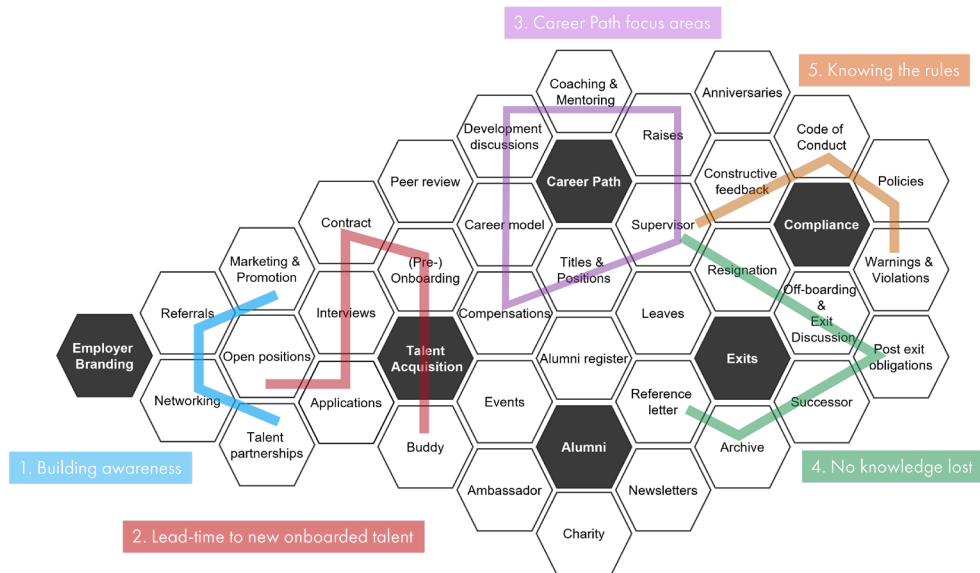 3. Career Path focus areas
5. Knowing the rules
Coaching &
Mentoring
Anniversaries
Development
discussions
Raises
Code of
Conduct
Peer review
Career Path
Constructive
feedback
Policies
Contract
Career model
Supervisor
Compliance
Marketing &
Promotion
(Pre-)
Onboarding
Titles &
Positions
Resignation
Warnings &
Violations
Referrals
Interviews
Compensations
Leaves
Off-boarding
&
Exit
Discussion
Employer
Branding
Open positions
Talent
Acquisition
Alumni register
Exits
Post exit
obligations
Networking
Applications
Events
Reference
letter
Successor
Talent
partnerships
Buddy
Alumni
Archive
1. Building awareness
4. No knowledge lost
Ambassador
Newsletters
2. Lead-time to new onboarded talent
Charity